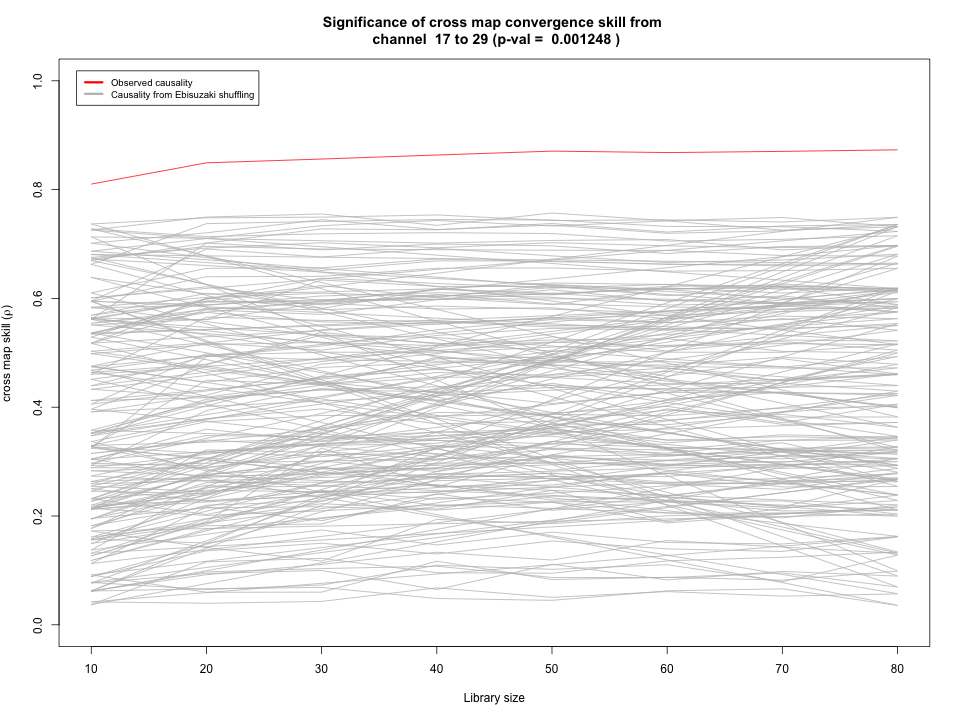 Significance of cross map convergence skill from
channel  17 to 29 (p-val =  0.001248 )
Observed causality
Causality from Ebisuzaki shuffling
cross map skill (ρ)
1.0
0.8
0.6
0.4
0.2
0.0
10 20 30 40 50 60 70 80
Library size